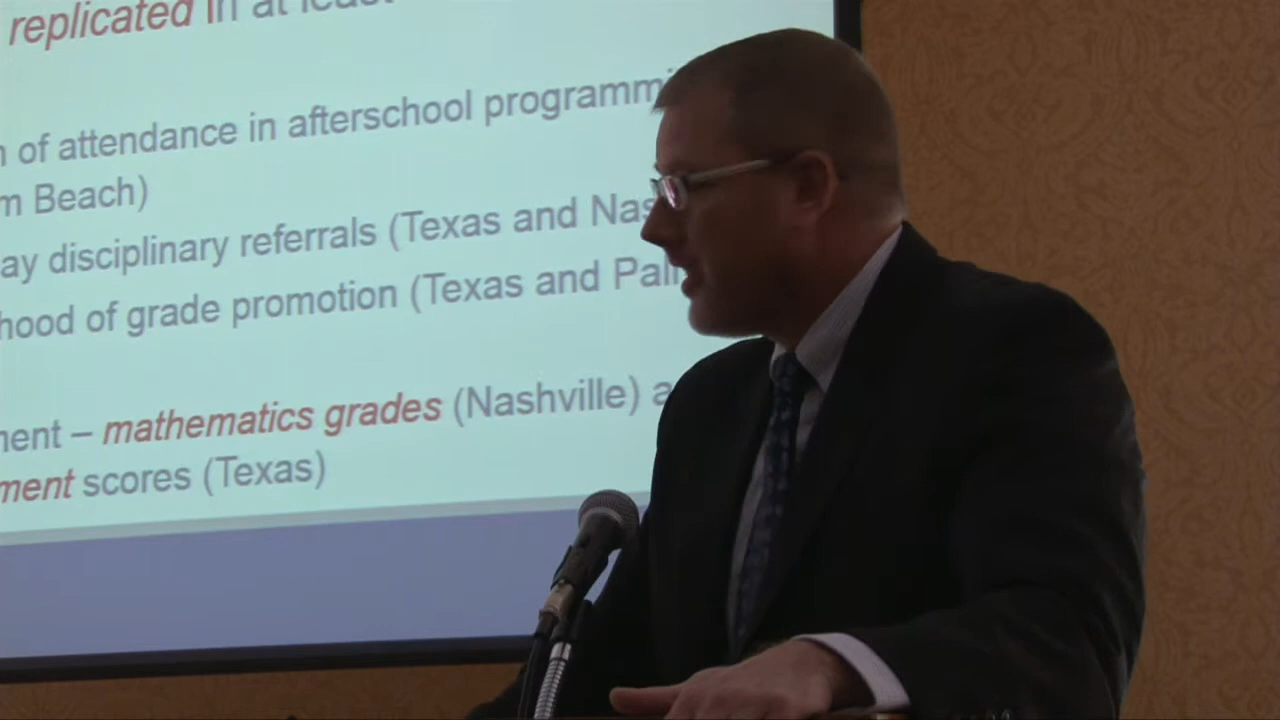 replicated in at least
of attendance in afterschool
m Beach)
ay disciplinary referrals (Texas and Nas
hood of grade promotion (Texas and Pal
ment – mathematics grades (Nashville) a
ment scores (Texas)